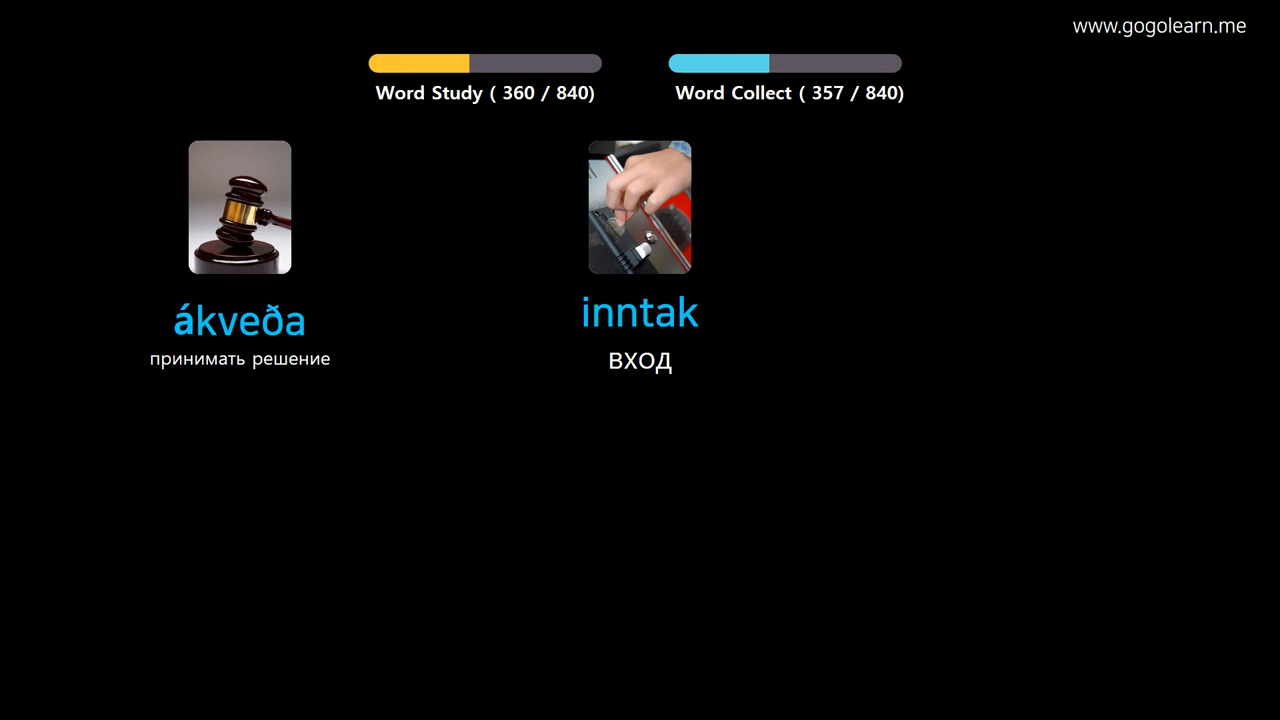 www.gogolearn.me
Word Study ( 360 / 840)
Word Collect ( 357 / 840)
ákveða
принимать решение
inntak
ВХОД